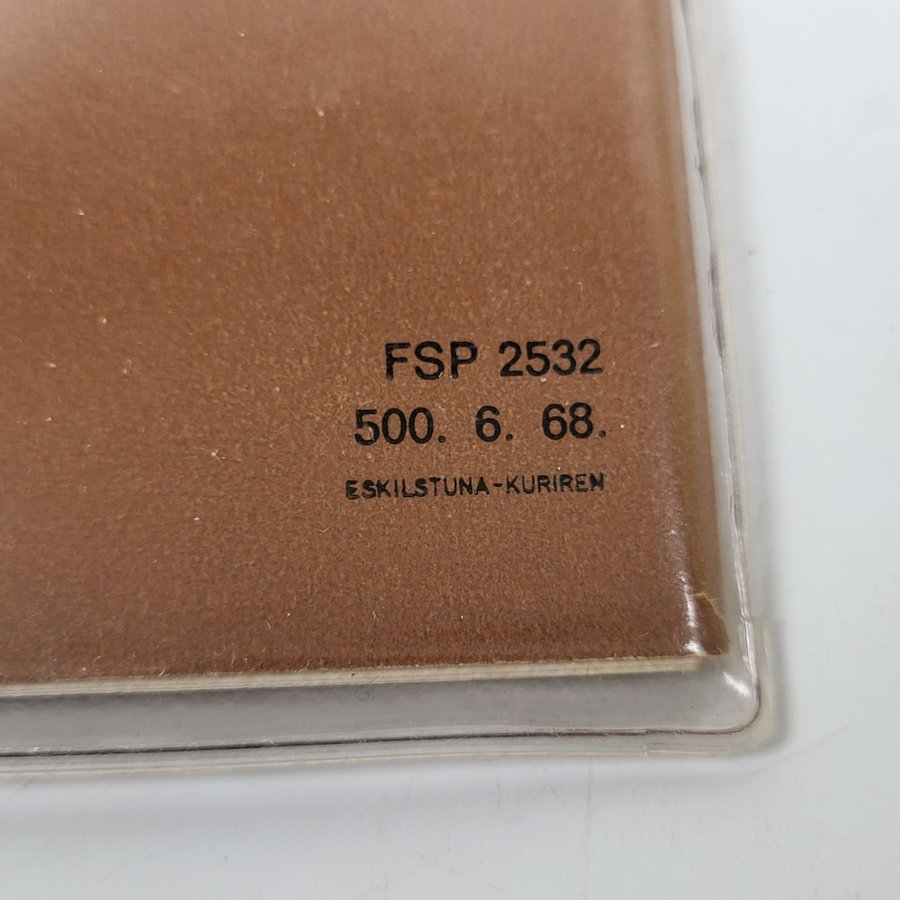 FSP 2532
500. 6. 68.
ESKILSTUNA-KURIREN